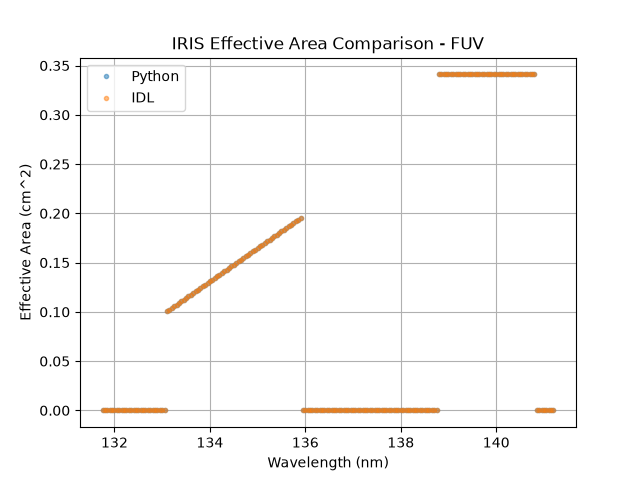 IRIS Effective Area Comparison - FUV
Python
IDL
Effective Area (cm^2)
0.35
0.30
0.25
0.20
0.15
0.10
0.05
0.00
132 134 136 138 140
Wavelength (nm)